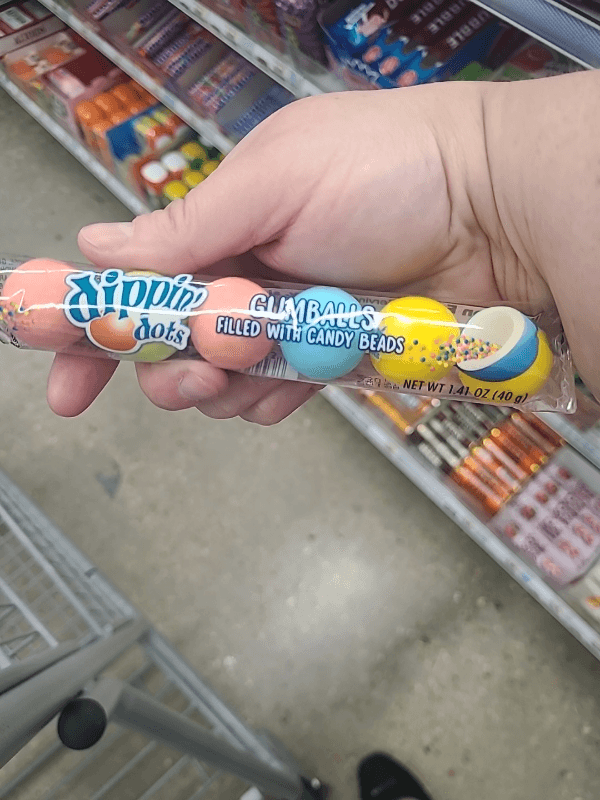 dippin'
dots
GUMBALLS
FILLED WITH CANDY BEADS
NET WT 1.41 OZ (40 g)